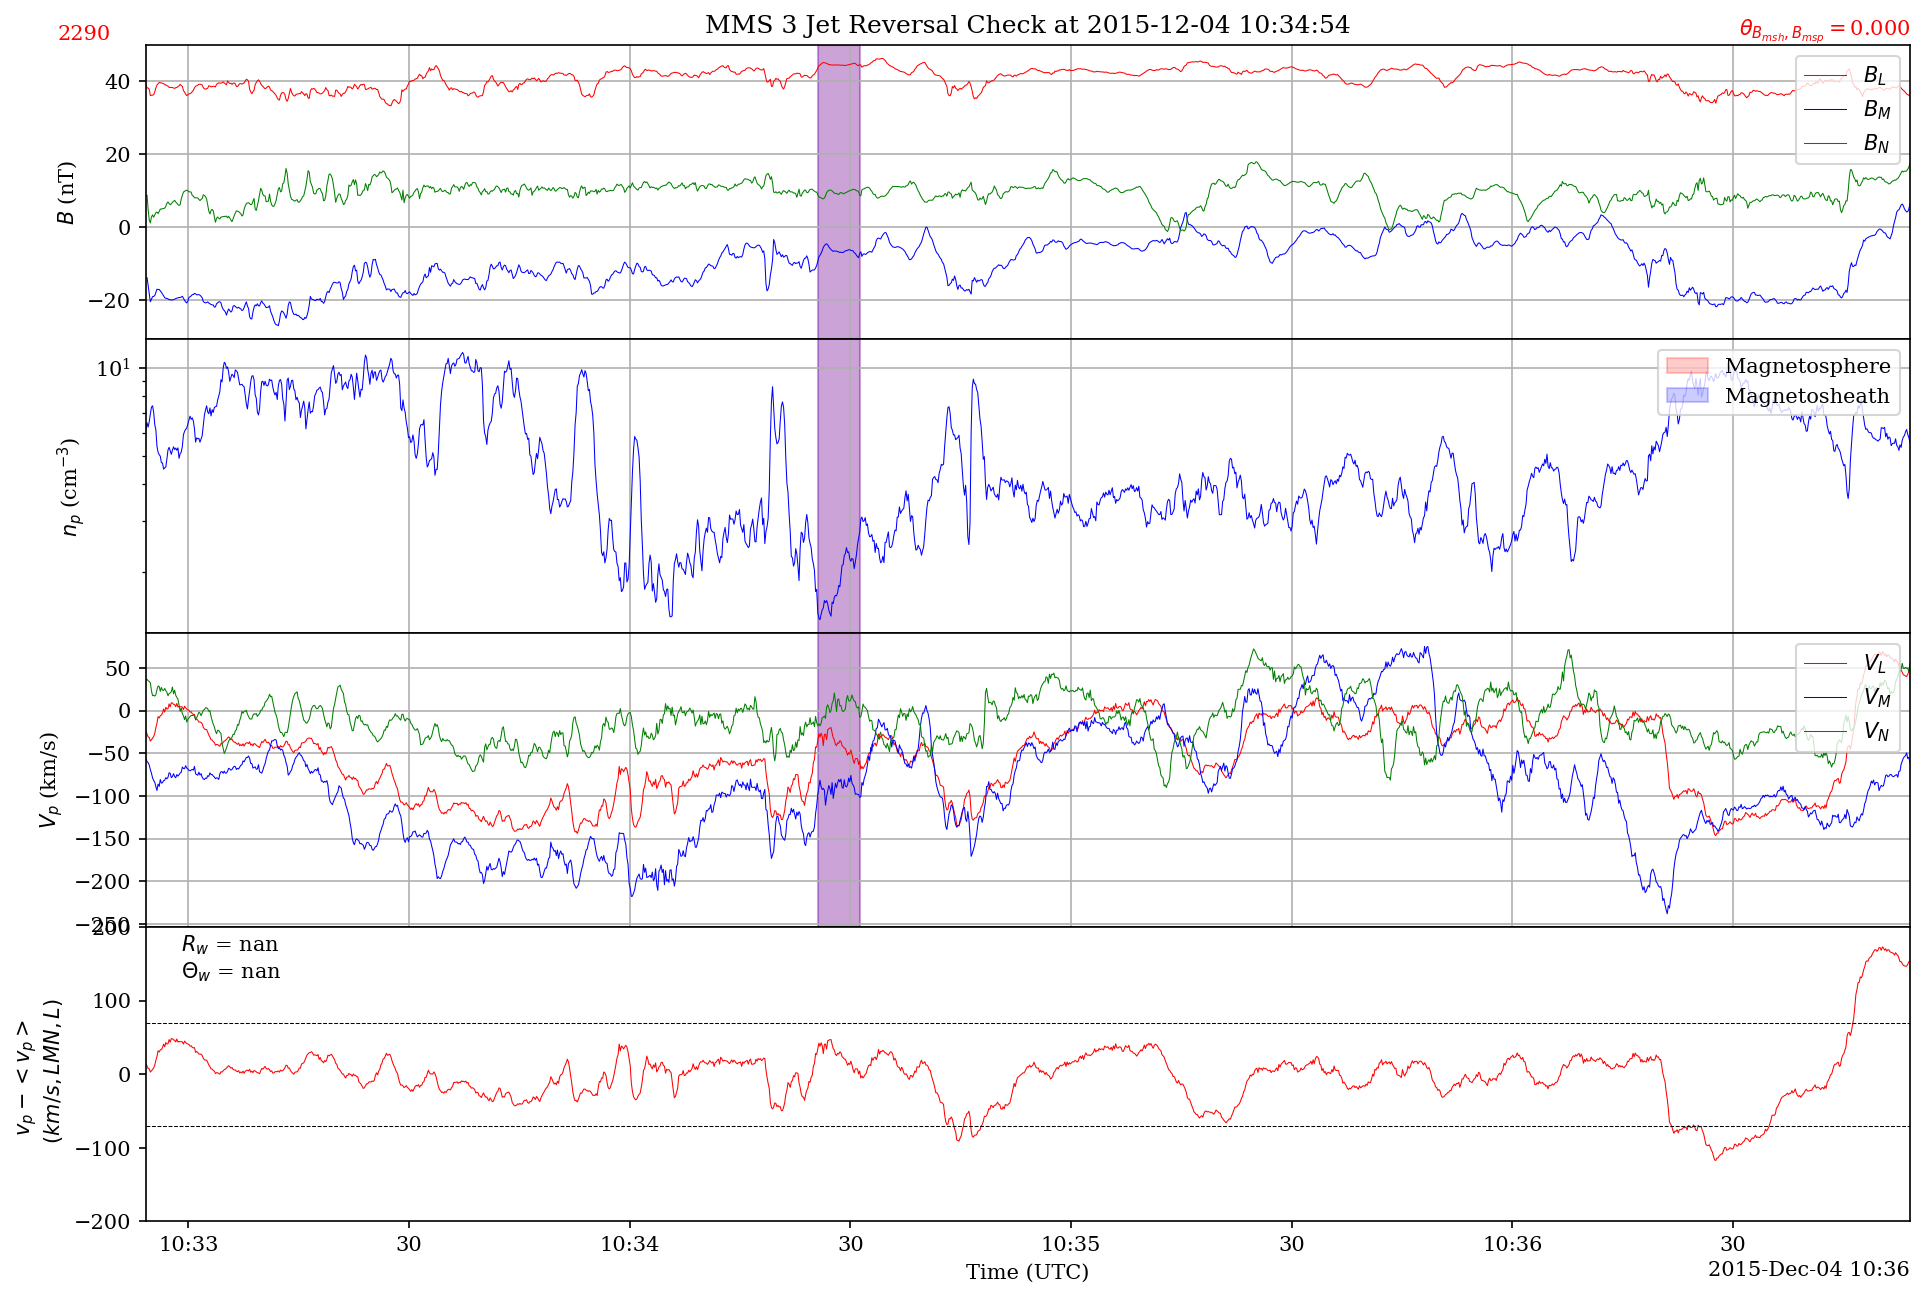 2290
MMS 3 Jet Reversal Check at 2015-12-04 10:34:54
θ_{B_{msh}, B_{msp}} = 0.000
40
20
0
−20
B (nT)
B_L
B_M
B_N
10^1
n_p (cm^{−3})
Magnetosphere
Magnetosheath
50
0
−50
−100
−150
−200
−250
V_p (km/s)
V_L
V_M
V_N
200
100
0
−100
−200
v_p − < v_p >
(km/s, LMN, L)
R_w = nan
Θ_w = nan
10:33
30
10:34
30
10:35
30
10:36
30
Time (UTC)
2015-Dec-04 10:36